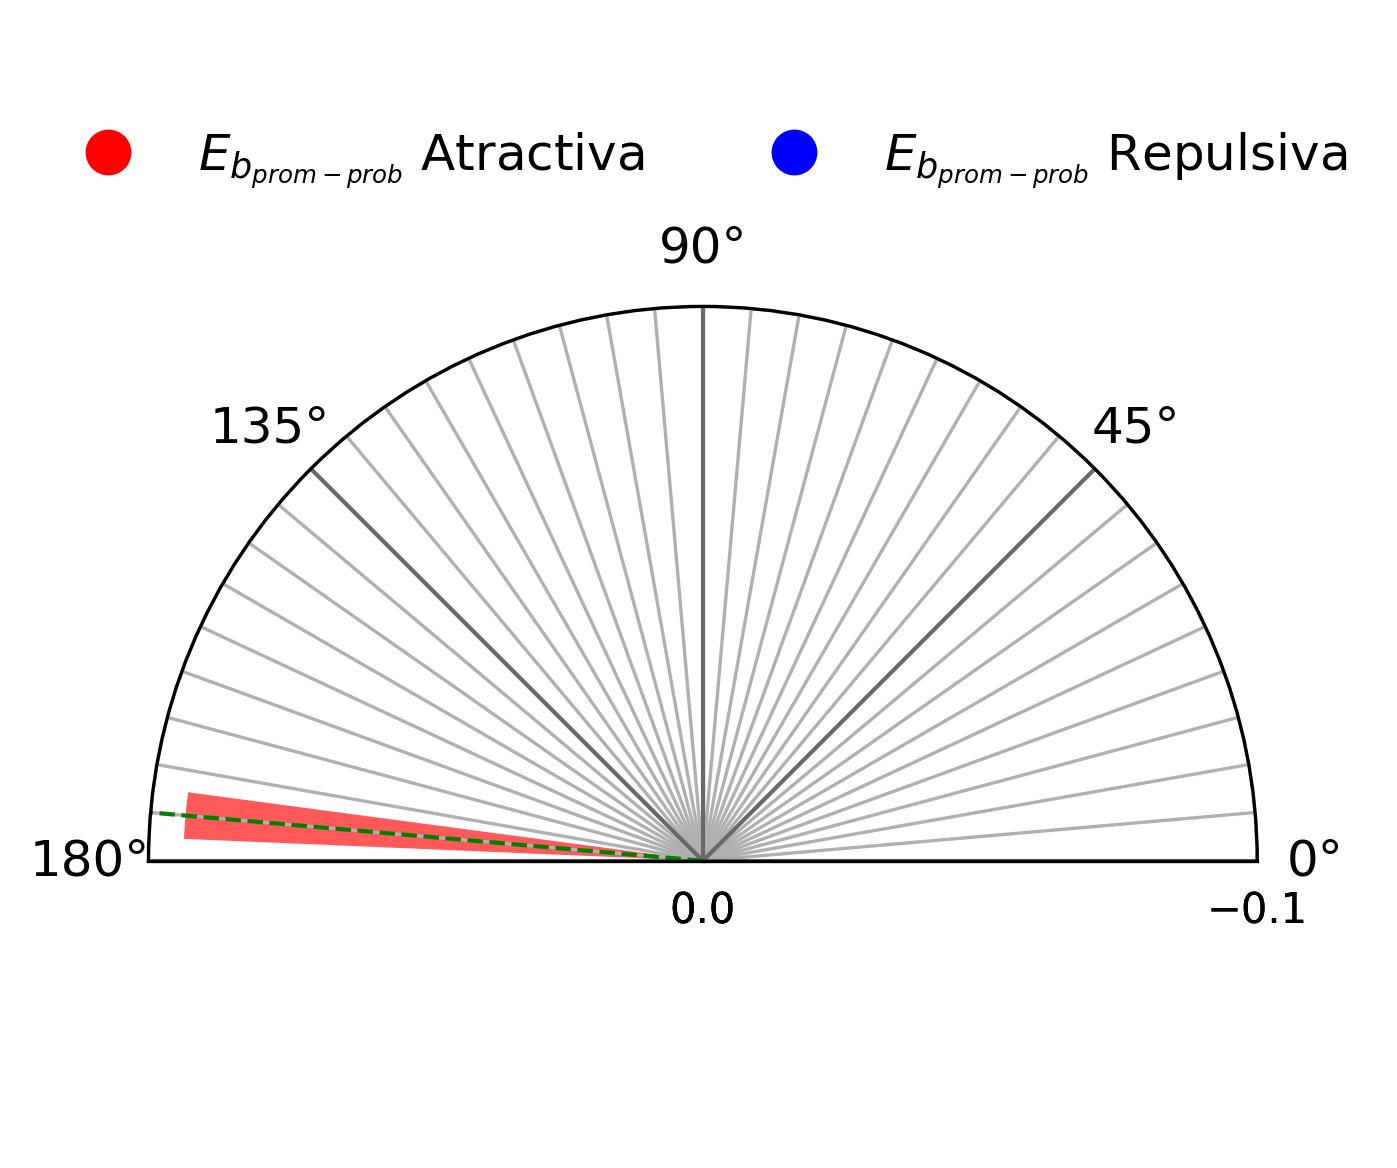 E_{b_{prom-prob}} Atractiva E_{b_{prom-prob}} Repulsiva
90°
135° 45°
180° 0°
0.0 −0.1